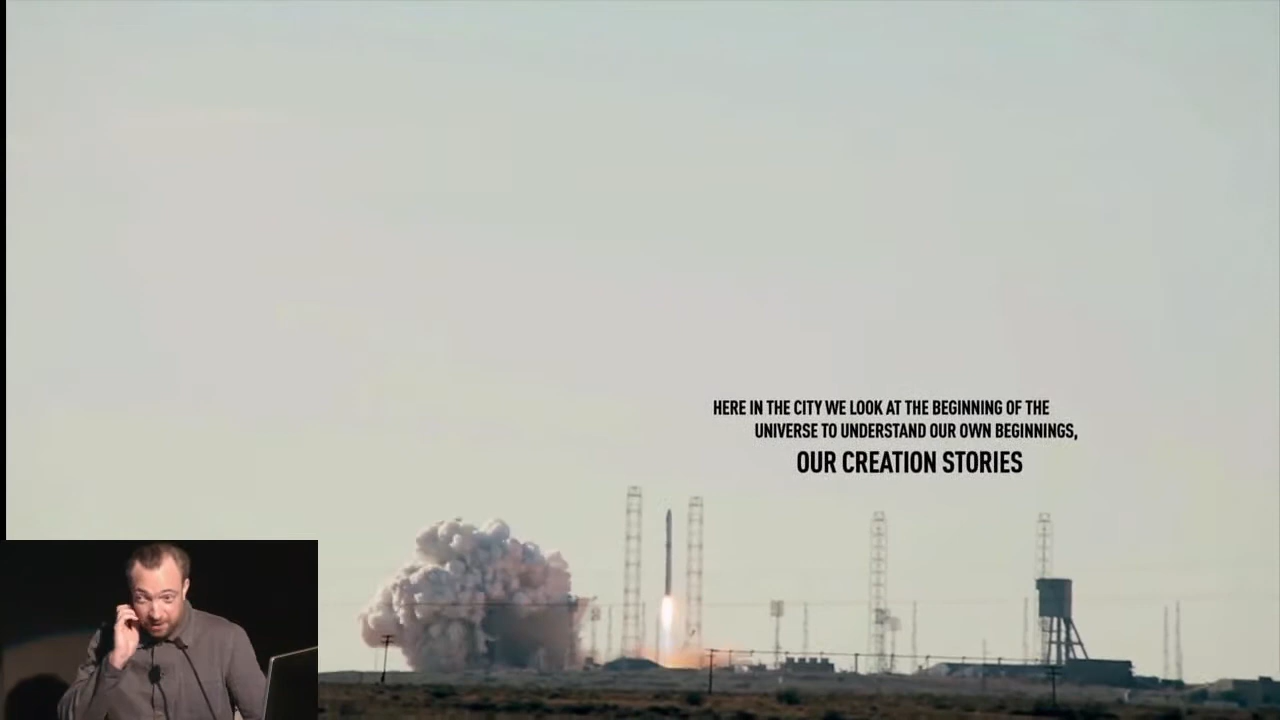 HERE IN THE CITY WE LOOK AT THE BEGINNING OF THE
UNIVERSE TO UNDERSTAND OUR OWN BEGINNINGS,
OUR CREATION STORIES